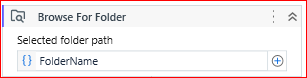 Browse For Folder
Selected folder path
{} FolderName